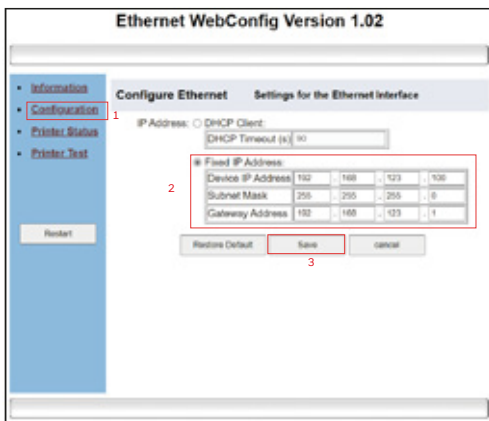 Ethernet WebConfig Version 1.02
Information
Configuration 1
Printer Status
Printer Test
Restart
Configure Ethernet Settings for the Ethernet Interface
IP Address: DHCP Client:
DHCP Timeout (s) 90
Fixed IP Address:
2
Device IP Address 192 . 168 . 123 . 100
Subnet Mask 255 . 255 . 255 . 0
Gateway Address 192 . 168 . 123 . 1
Restore Default Save cancel
3